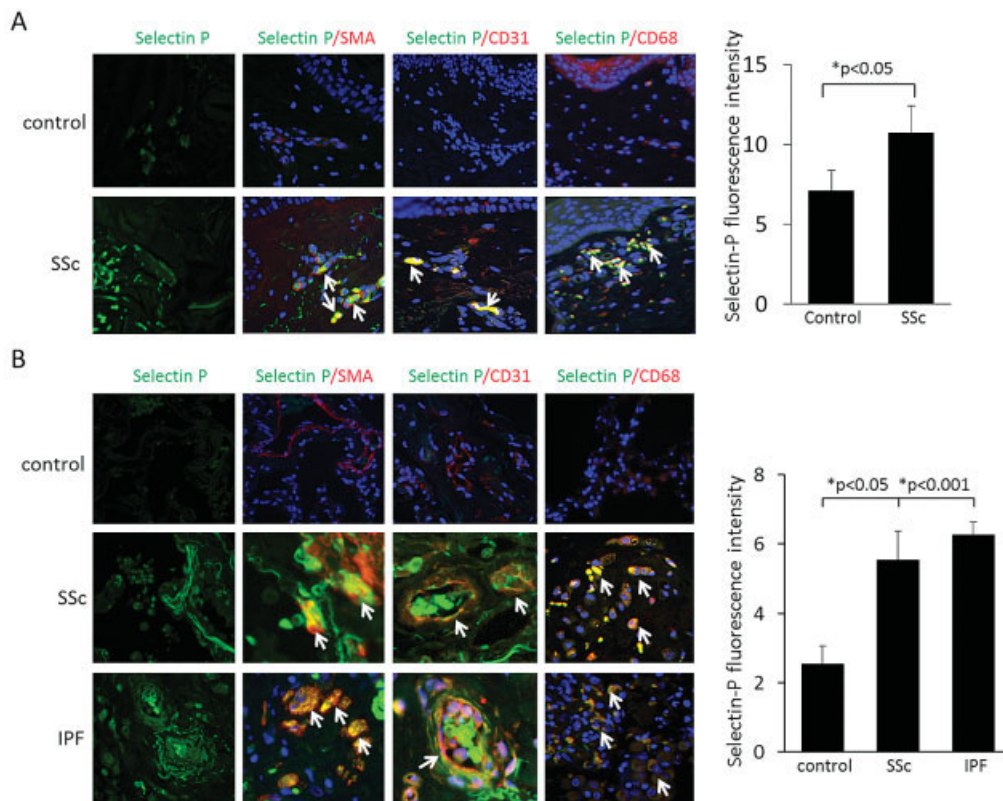 A
Selectin P
Selectin P/SMA
Selectin P/CD31
Selectin P/CD68
control
SSc
Selectin-P fluorescence intensity
15
10
5
0
*p<0.05
Control
SSc
B
Selectin P
Selectin P/SMA
Selectin P/CD31
Selectin P/CD68
control
SSc
IPF
Selectin-P fluorescence intensity
8
6
4
2
0
*p<0.05
*p<0.001
control
SSc
IPF